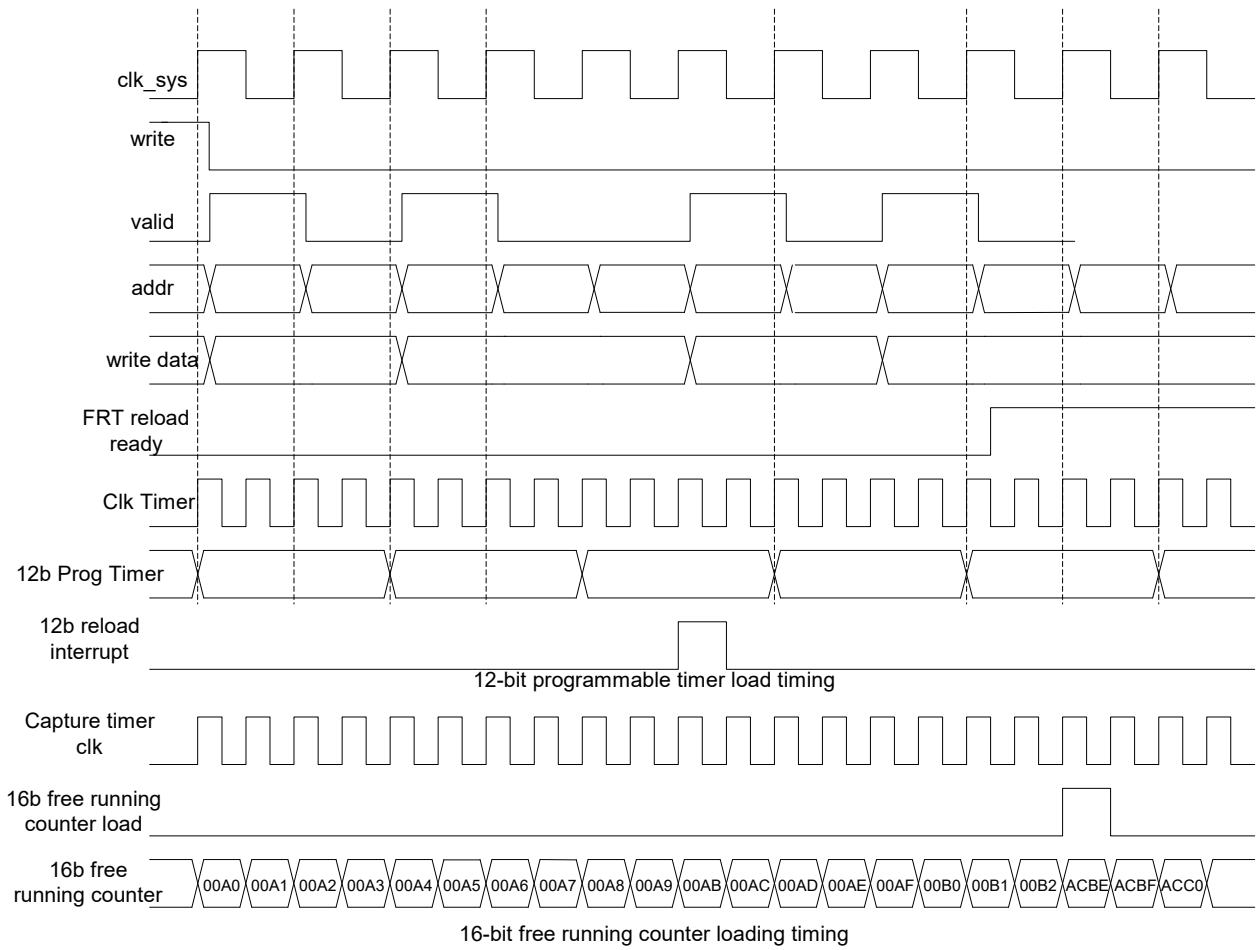 clk_sys
write
valid
addr
write data
FRT reload
ready
Clk Timer
12b Prog Timer
12b reload
interrupt
12-bit programmable timer load timing
Capture timer
clk
16b free running
counter load
16b free
running counter
00A0 00A1 00A2 00A3 00A4 00A5 00A6 00A7 00A8 00A9 00AB 00AC 00AD 00AE 00AF 00B0 00B1 00B2 ACBE ACBF ACC0
16-bit free running counter loading timing